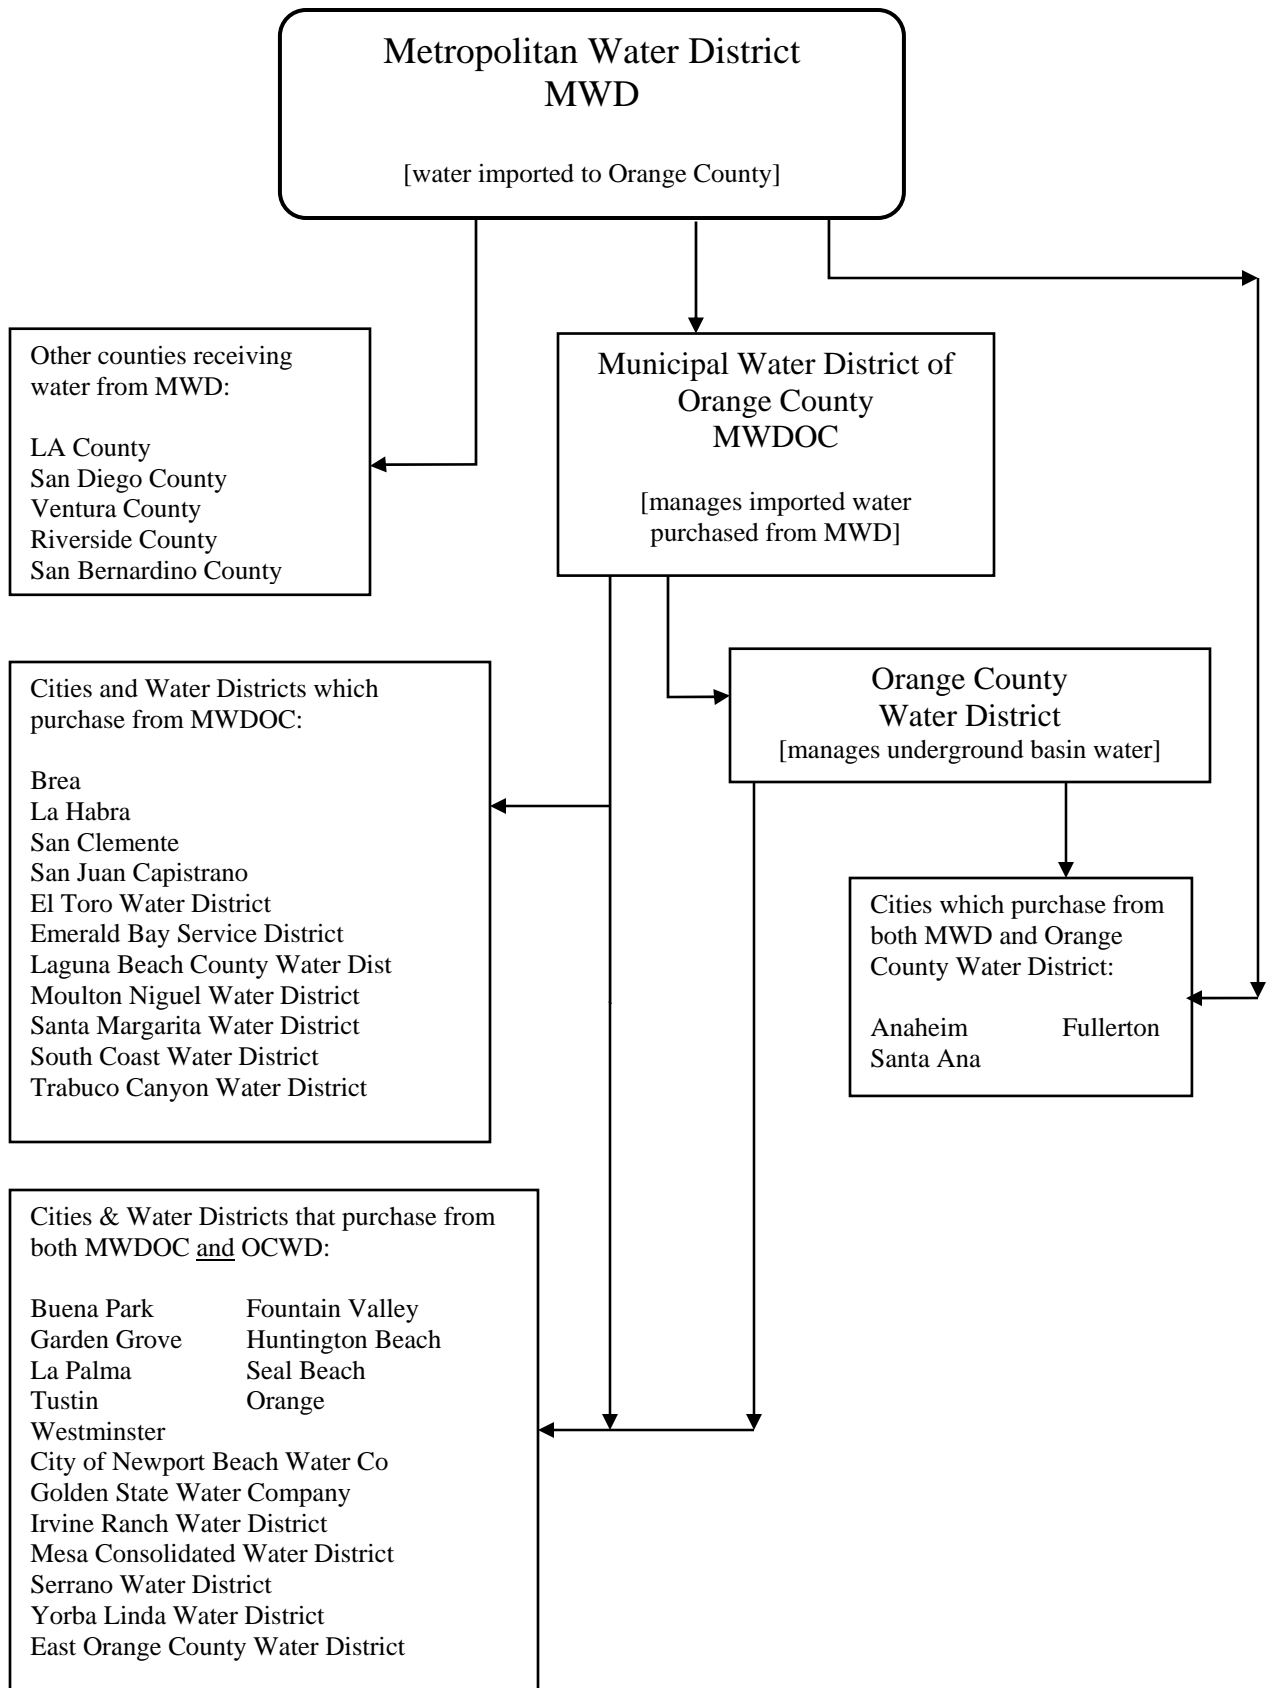 Metropolitan Water District
MWD
[water imported to Orange County]
Other counties receiving
water from MWD:
LA County
San Diego County
Ventura County
Riverside County
San Bernardino County
Municipal Water District of
Orange County
MWDOC
[manages imported water
purchased from MWD]
Cities and Water Districts which
purchase from MWDOC:
Brea
La Habra
San Clemente
San Juan Capistrano
El Toro Water District
Emerald Bay Service District
Laguna Beach County Water Dist
Moulton Niguel Water District
Santa Margarita Water District
South Coast Water District
Trabuco Canyon Water District
Orange County
Water District
[manages underground basin water]
Cities which purchase from
both MWD and Orange
County Water District:
Anaheim Fullerton
Santa Ana
Cities & Water Districts that purchase from
both MWDOC and OCWD:
Buena Park Fountain Valley
Garden Grove Huntington Beach
La Palma Seal Beach
Tustin Orange
Westminster
City of Newport Beach Water Co
Golden State Water Company
Irvine Ranch Water District
Mesa Consolidated Water District
Serrano Water District
Yorba Linda Water District
East Orange County Water District